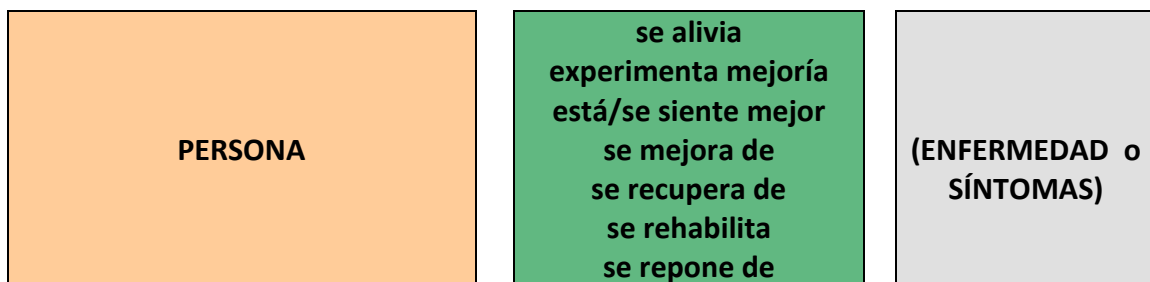 PERSONA
se alivia
experimenta mejoría
está/se siente mejor
se mejora de
se recupera de
se rehabilita
se repone de
(ENFERMEDAD o
SÍNTOMAS)